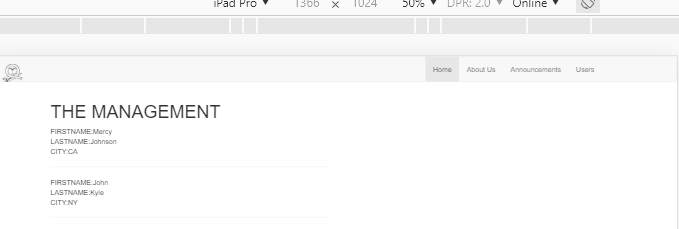 iPad Pro ▼ 1366 × 1024 50% ▼ DPR: 2.0 ▼ Online ▼
Home About Us Announcements Users
THE MANAGEMENT
FIRSTNAME:Mercy
LASTNAME:Johnson
CITY:CA
FIRSTNAME:John
LASTNAME:Kyle
CITY:NY